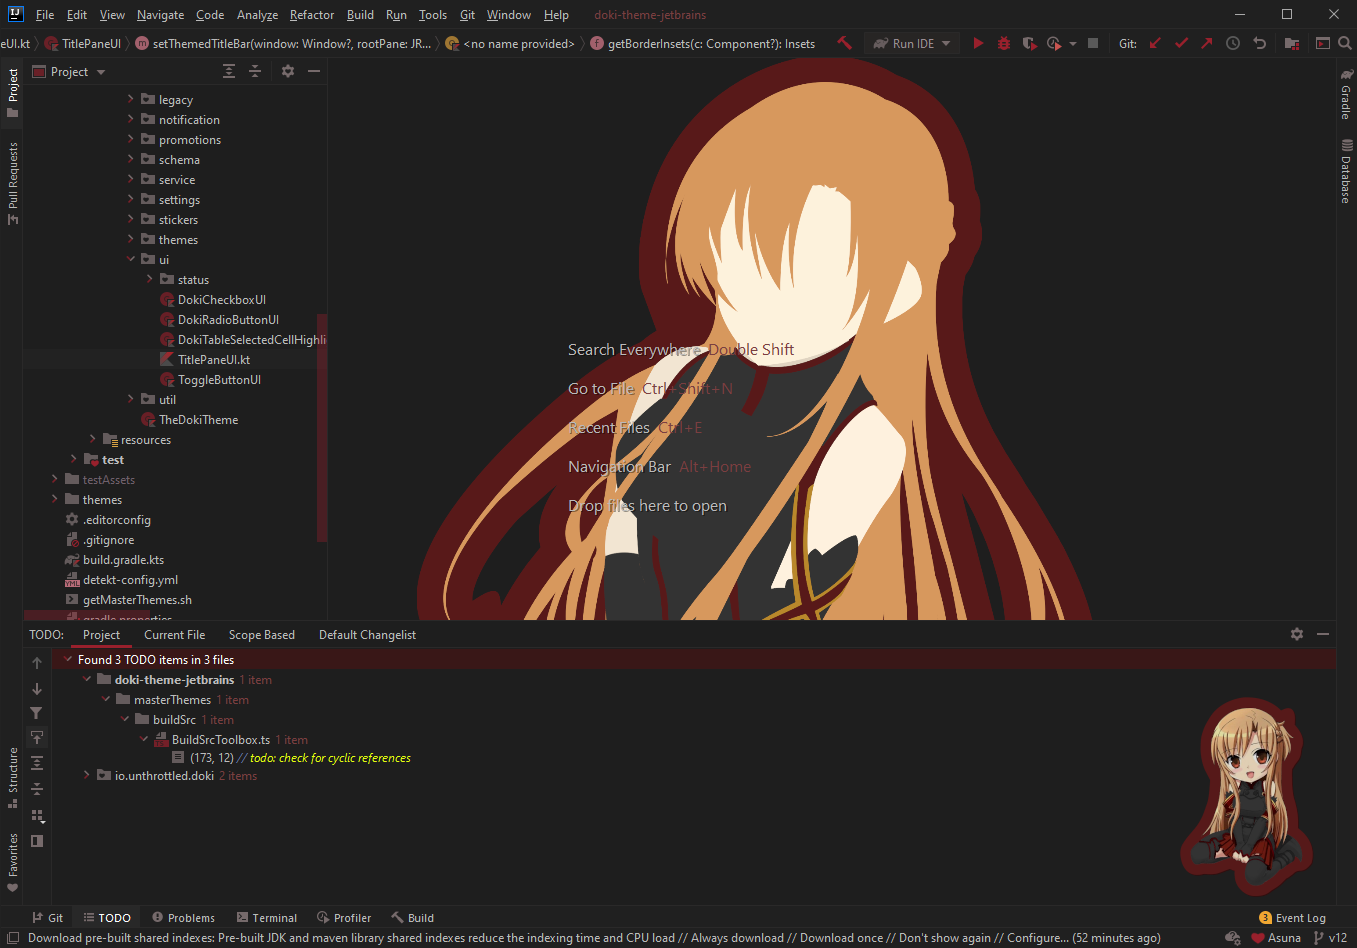 IJ File Edit View Navigate Code Analyze Refactor Build Run Tools Git Window Help doki-theme-jetbrains
eUI.kt TitlePaneUI m setThemedTitleBar(window: Window?, rootPane: JR... <no name provided> f getBorderInsets(c: Component?): Insets Run IDE Git:
Project
Project
Pull Requests
Structure
Favorites
legacy
notification
promotions
schema
service
settings
stickers
themes
ui
status
DokiCheckboxUI
DokiRadioButtonUI
DokiTableSelectedCellHighli
TitlePaneUI.kt
ToggleButtonUI
util
TheDokiTheme
resources
test
testAssets
themes
.editorconfig
.gitignore
build.gradle.kts
detekt-config.yml
getMasterThemes.sh
gradle.properties
Search Everywhere Double Shift
Go to File Ctrl+Shift+N
Recent Files Ctrl+E
Navigation Bar Alt+Home
Drop files here to open
Gradle
Database
TODO: Project Current File Scope Based Default Changelist
Found 3 TODO items in 3 files
doki-theme-jetbrains 1 item
masterThemes 1 item
buildSrc 1 item
BuildSrcToolbox.ts 1 item
(173, 12) // todo: check for cyclic references
io.unthrottled.doki 2 items
Git TODO Problems Terminal Profiler Build 3 Event Log
Download pre-built shared indexes: Pre-built JDK and maven library shared indexes reduce the indexing time and CPU load // Always download // Download once // Don't show again // Configure... (52 minutes ago) Asuna v12